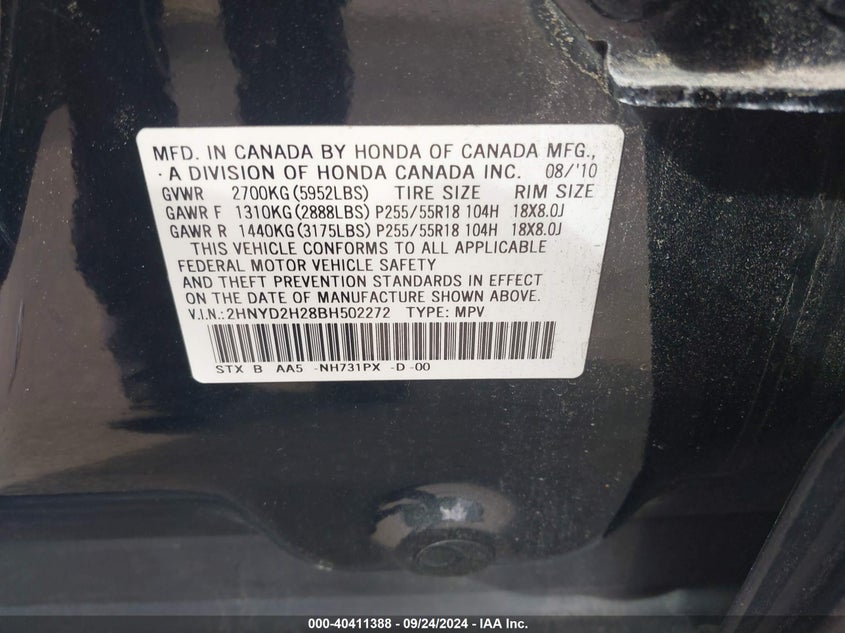 MFD. IN CANADA BY HONDA OF CANADA MFG.,
A DIVISION OF HONDA CANADA INC. 08/'10
GVWR 2700KG(5952LBS) TIRE SIZE RIM SIZE
GAWR F 1310KG(2888LBS) P255/55R18 104H 18X8.0J
GAWR R 1440KG(3175LBS) P255/55R18 104H 18X8.0J
THIS VEHICLE CONFORMS TO ALL APPLICABLE
FEDERAL MOTOR VEHICLE SAFETY
AND THEFT PREVENTION STANDARDS IN EFFECT
ON THE DATE OF MANUFACTURE SHOWN ABOVE.
V.I.N.:2HNYD2H28BH502272 TYPE: MPV
STX B AA5 -NH731PX -D -00
000-40411388 - 09/24/2024 - IAA Inc.